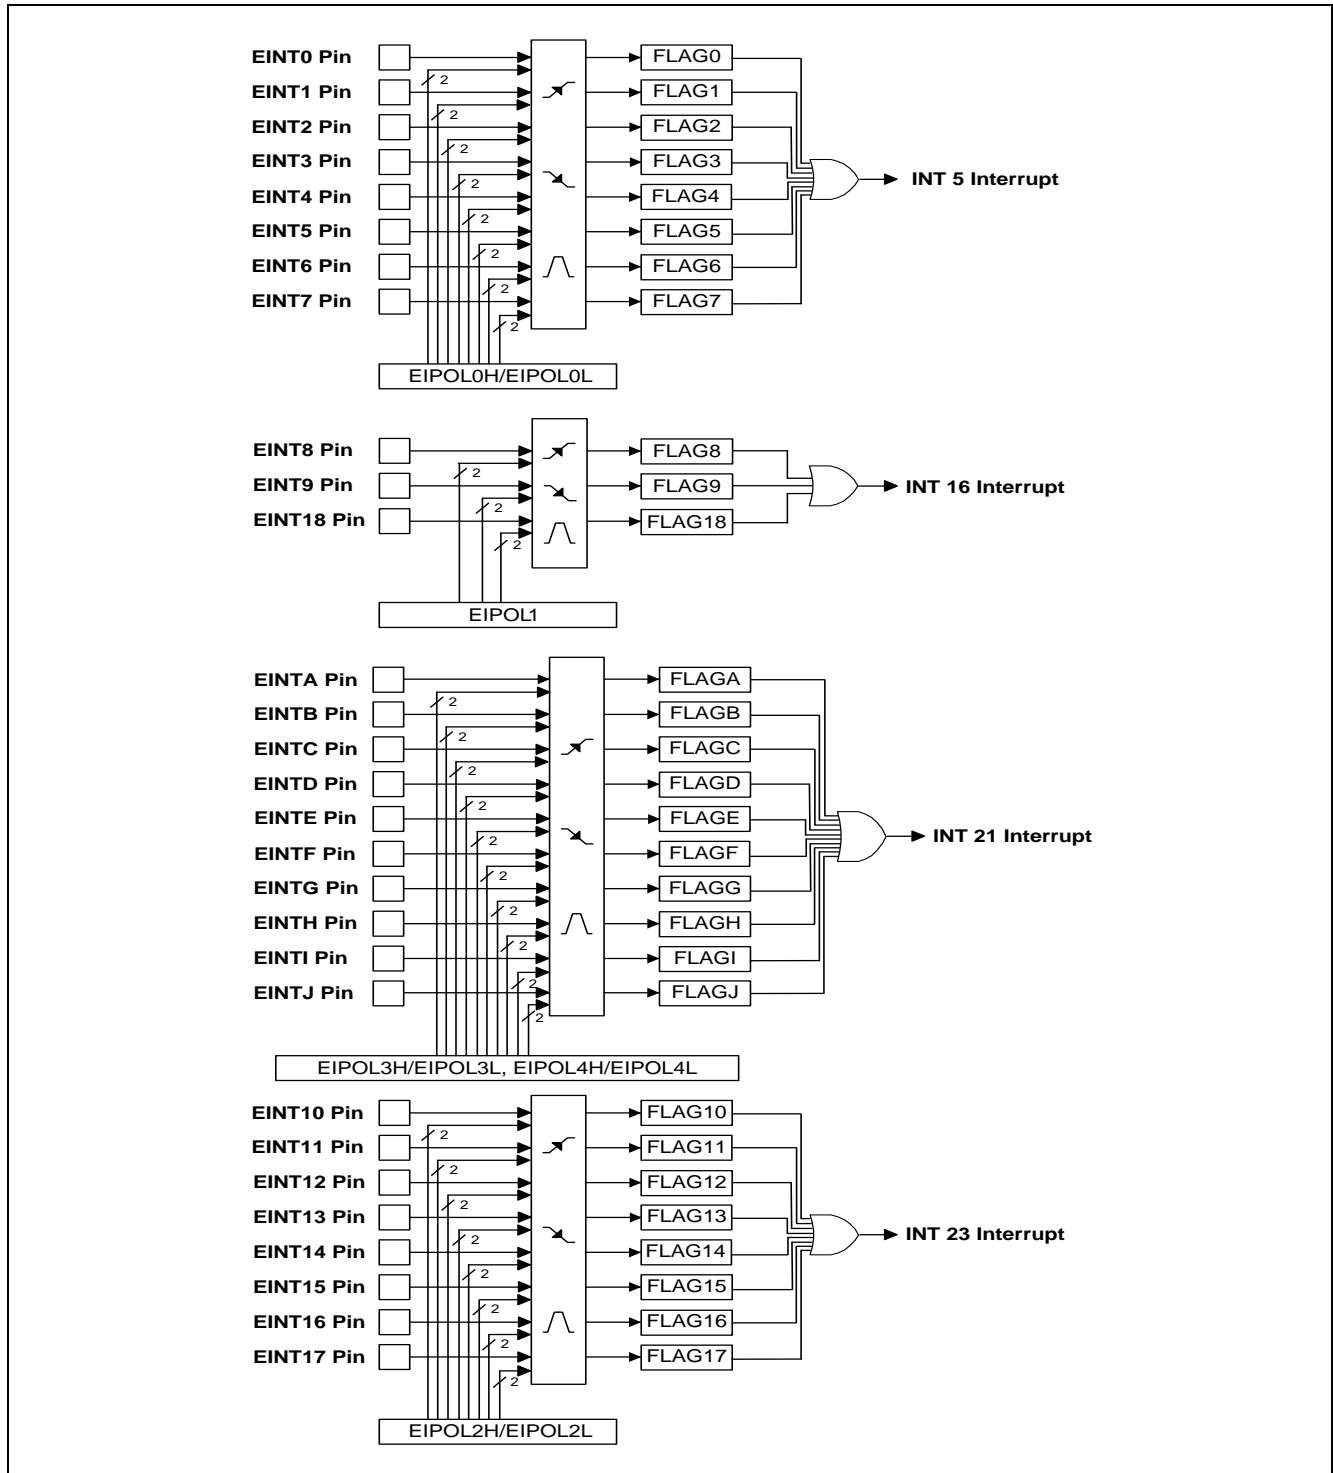 EINT0 Pin FLAG0
2
EINT1 Pin FLAG1
2
EINT2 Pin FLAG2
2
EINT3 Pin FLAG3
INT 5 Interrupt
2
EINT4 Pin FLAG4
2
EINT5 Pin FLAG5
2
EINT6 Pin FLAG6
2
EINT7 Pin FLAG7
2
EIPOL0H/EIPOL0L
EINT8 Pin FLAG8
2
EINT9 Pin FLAG9 INT 16 Interrupt
2
EINT18 Pin FLAG18
2
EIPOL1
EINTA Pin FLAGA
2
EINTB Pin FLAGB
2
EINTC Pin FLAGC
2
EINTD Pin FLAGD
2
EINTE Pin FLAGE
INT 21 Interrupt
2
EINTF Pin FLAGF
2
EINTG Pin FLAGG
2
EINTH Pin FLAGH
2
EINTI Pin FLAGI
2
EINTJ Pin FLAGJ
2
EIPOL3H/EIPOL3L, EIPOL4H/EIPOL4L
EINT10 Pin FLAG10
2
EINT11 Pin FLAG11
2
EINT12 Pin FLAG12
2
EINT13 Pin FLAG13
INT 23 Interrupt
2
EINT14 Pin FLAG14
2
EINT15 Pin FLAG15
2
EINT16 Pin FLAG16
2
EINT17 Pin FLAG17
2
EIPOL2H/EIPOL2L